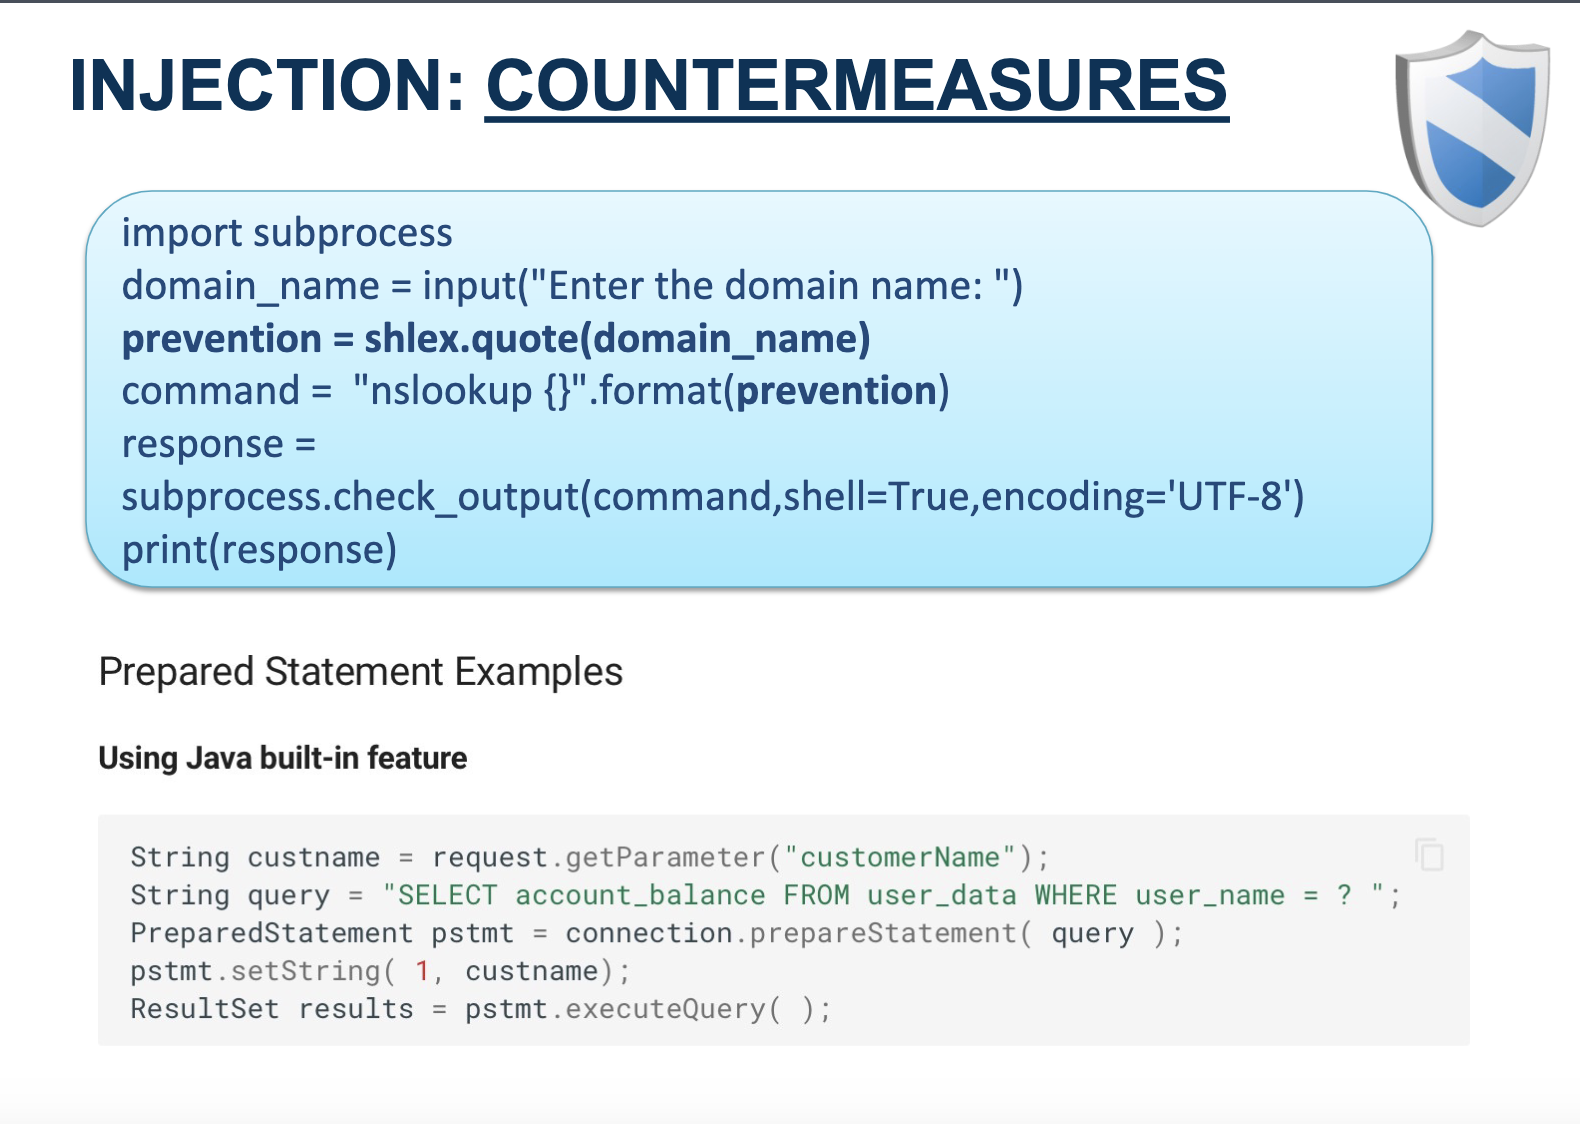 INJECTION: COUNTERMEASURES
import subprocess
domain_name = input("Enter the domain name: ")
prevention = shlex.quote(domain_name)
command =  "nslookup {}".format(prevention)
response =
subprocess.check_output(command,shell=True,encoding='UTF-8')
print(response)
Prepared Statement Examples
Using Java built-in feature
String custname = request.getParameter("customerName");
String query = "SELECT account_balance FROM user_data WHERE user_name = ? ";
PreparedStatement pstmt = connection.prepareStatement( query );
pstmt.setString( 1, custname);
ResultSet results = pstmt.executeQuery( );